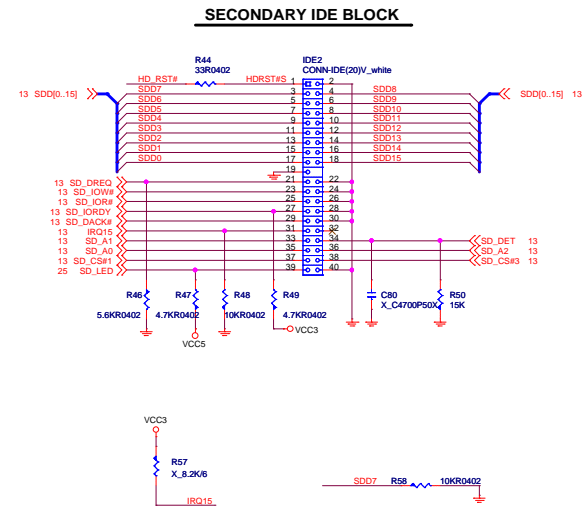 SECONDARY IDE BLOCK
R44 IDE2
33R0402 CONN-IDE(20)V_white
HD_RST# HDRST#S 1 2
13 SDD[0..15] SDD7 3 4 SDD8 SDD[0..15] 13
SDD6 5 6 SDD9
SDD5 7 8 SDD10
SDD4 9 10 SDD11
SDD3 11 12 SDD12
SDD2 13 14 SDD13
SDD1 15 16 SDD14
SDD0 17 18 SDD15
19
13 SD_DREQ 21 22
13 SD_IOW# 23 24
13 SD_IOR# 25 26
13 SD_IORDY 27 28
13 SD_DACK# 29 30
13 IRQ15 31 32
13 SD_A1 33 34 SD_DET 13
13 SD_A0 35 36 SD_A2 13
13 SD_CS#1 37 38 SD_CS#3 13
25 SD_LED 39 40
R46 R47 R48 R49 C80 R50
5.6KR0402 4.7KR0402 10KR0402 4.7KR0402 X_C4700P50X 15K
VCC3
VCC5
VCC3
R57
X_8.2K/6
IRQ15
SDD7 R58 10KR0402